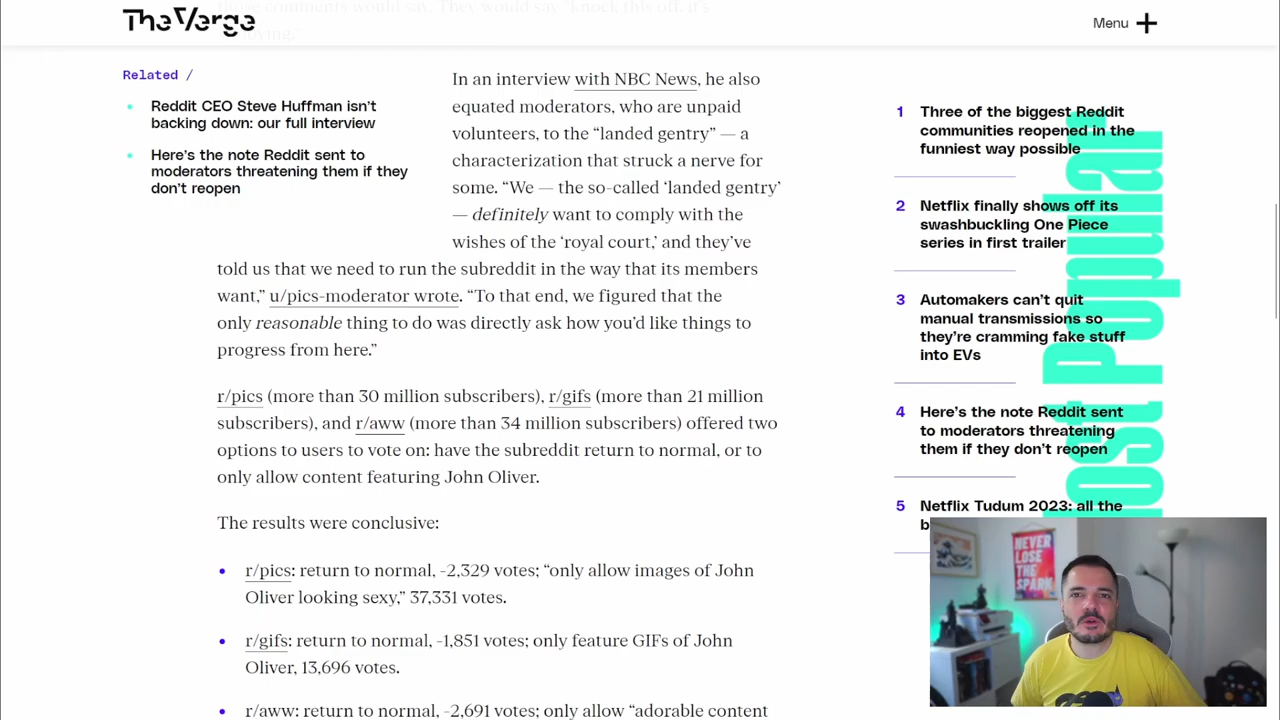 those comments would say. They would say "knock this off, it's
annoying."
The Verge
Menu
Related /
Reddit CEO Steve Huffman isn't
backing down: our full interview
Here's the note Reddit sent to
moderators threatening them if they
don't reopen
In an interview with NBC News, he also
equated moderators, who are unpaid
volunteers, to the “landed gentry” — a
characterization that struck a nerve for
some. “We — the so-called ‘landed gentry’
— definitely want to comply with the
wishes of the ‘royal court,’ and they’ve
told us that we need to run the subreddit in the way that its members
want,” u/pics-moderator wrote. “To that end, we figured that the
only reasonable thing to do was directly ask how you’d like things to
progress from here.”
r/pics (more than 30 million subscribers), r/gifs (more than 21 million
subscribers), and r/aww (more than 34 million subscribers) offered two
options to users to vote on: have the subreddit return to normal, or to
only allow content featuring John Oliver.
The results were conclusive:
r/pics: return to normal, -2,329 votes; “only allow images of John
Oliver looking sexy,” 37,331 votes.
r/gifs: return to normal, -1,851 votes; only feature GIFs of John
Oliver, 13,696 votes.
r/aww: return to normal, -2,691 votes; only allow “adorable content
Most Popular
1 Three of the biggest Reddit
communities reopened in the
funniest way possible
2 Netflix finally shows off its
swashbuckling One Piece
series in first trailer
3 Automakers can’t quit
manual transmissions so
they’re cramming fake stuff
into EVs
4 Here’s the note Reddit sent
to moderators threatening
them if they don’t reopen
5 Netflix Tudum 2023: all the
NEVER
LOSE
THE
SPARK